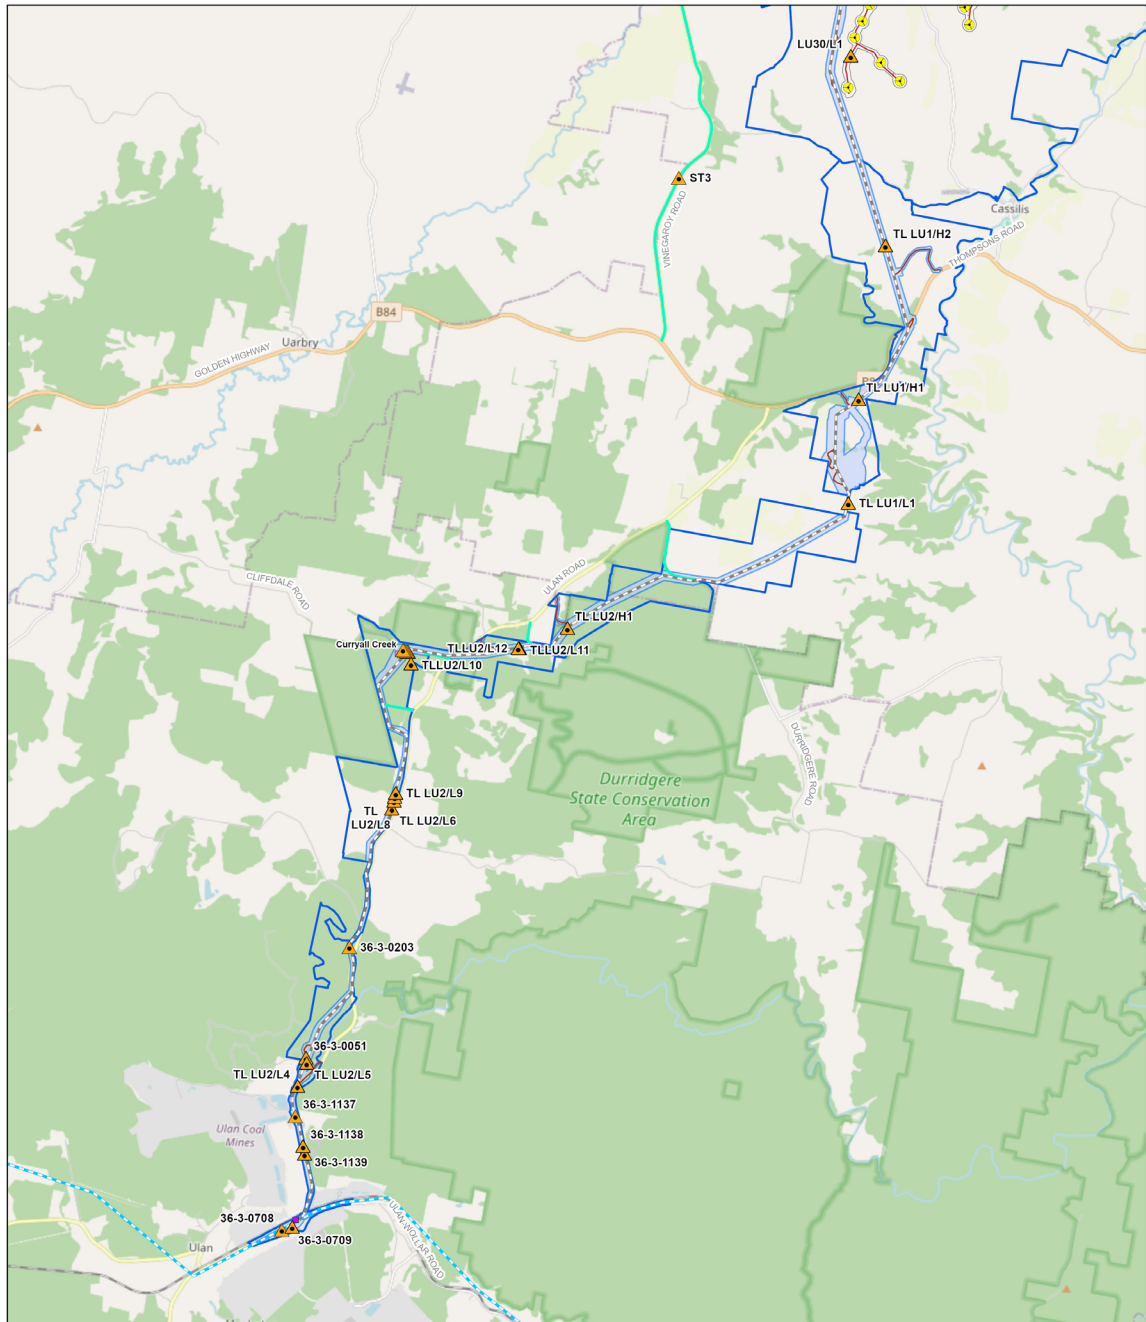 LU30/L1
ST3
VINEGAROY ROAD
Cassilis
TL LU1/H2
THOMPSONS ROAD
B84
Uarbry
GOLDEN HIGHWAY
TL LU1/H1
TL LU1/L1
ULAN ROAD
CLIFFDALE ROAD
TL LU2/H1
Curryall Creek
TLLU2/L12
TLLU2/L11
TLLU2/L10
DURRIDGERE ROAD
Durridgere
State Conservation
Area
TL LU2/L9
TL
LU2/L8
TL LU2/L6
36-3-0203
36-3-0051
TL LU2/L4
TL LU2/L5
36-3-1137
Ulan Coal
Mines
36-3-1138
36-3-1139
36-3-0708
36-3-0709
Ulan
ULAN-WOLLAR ROAD